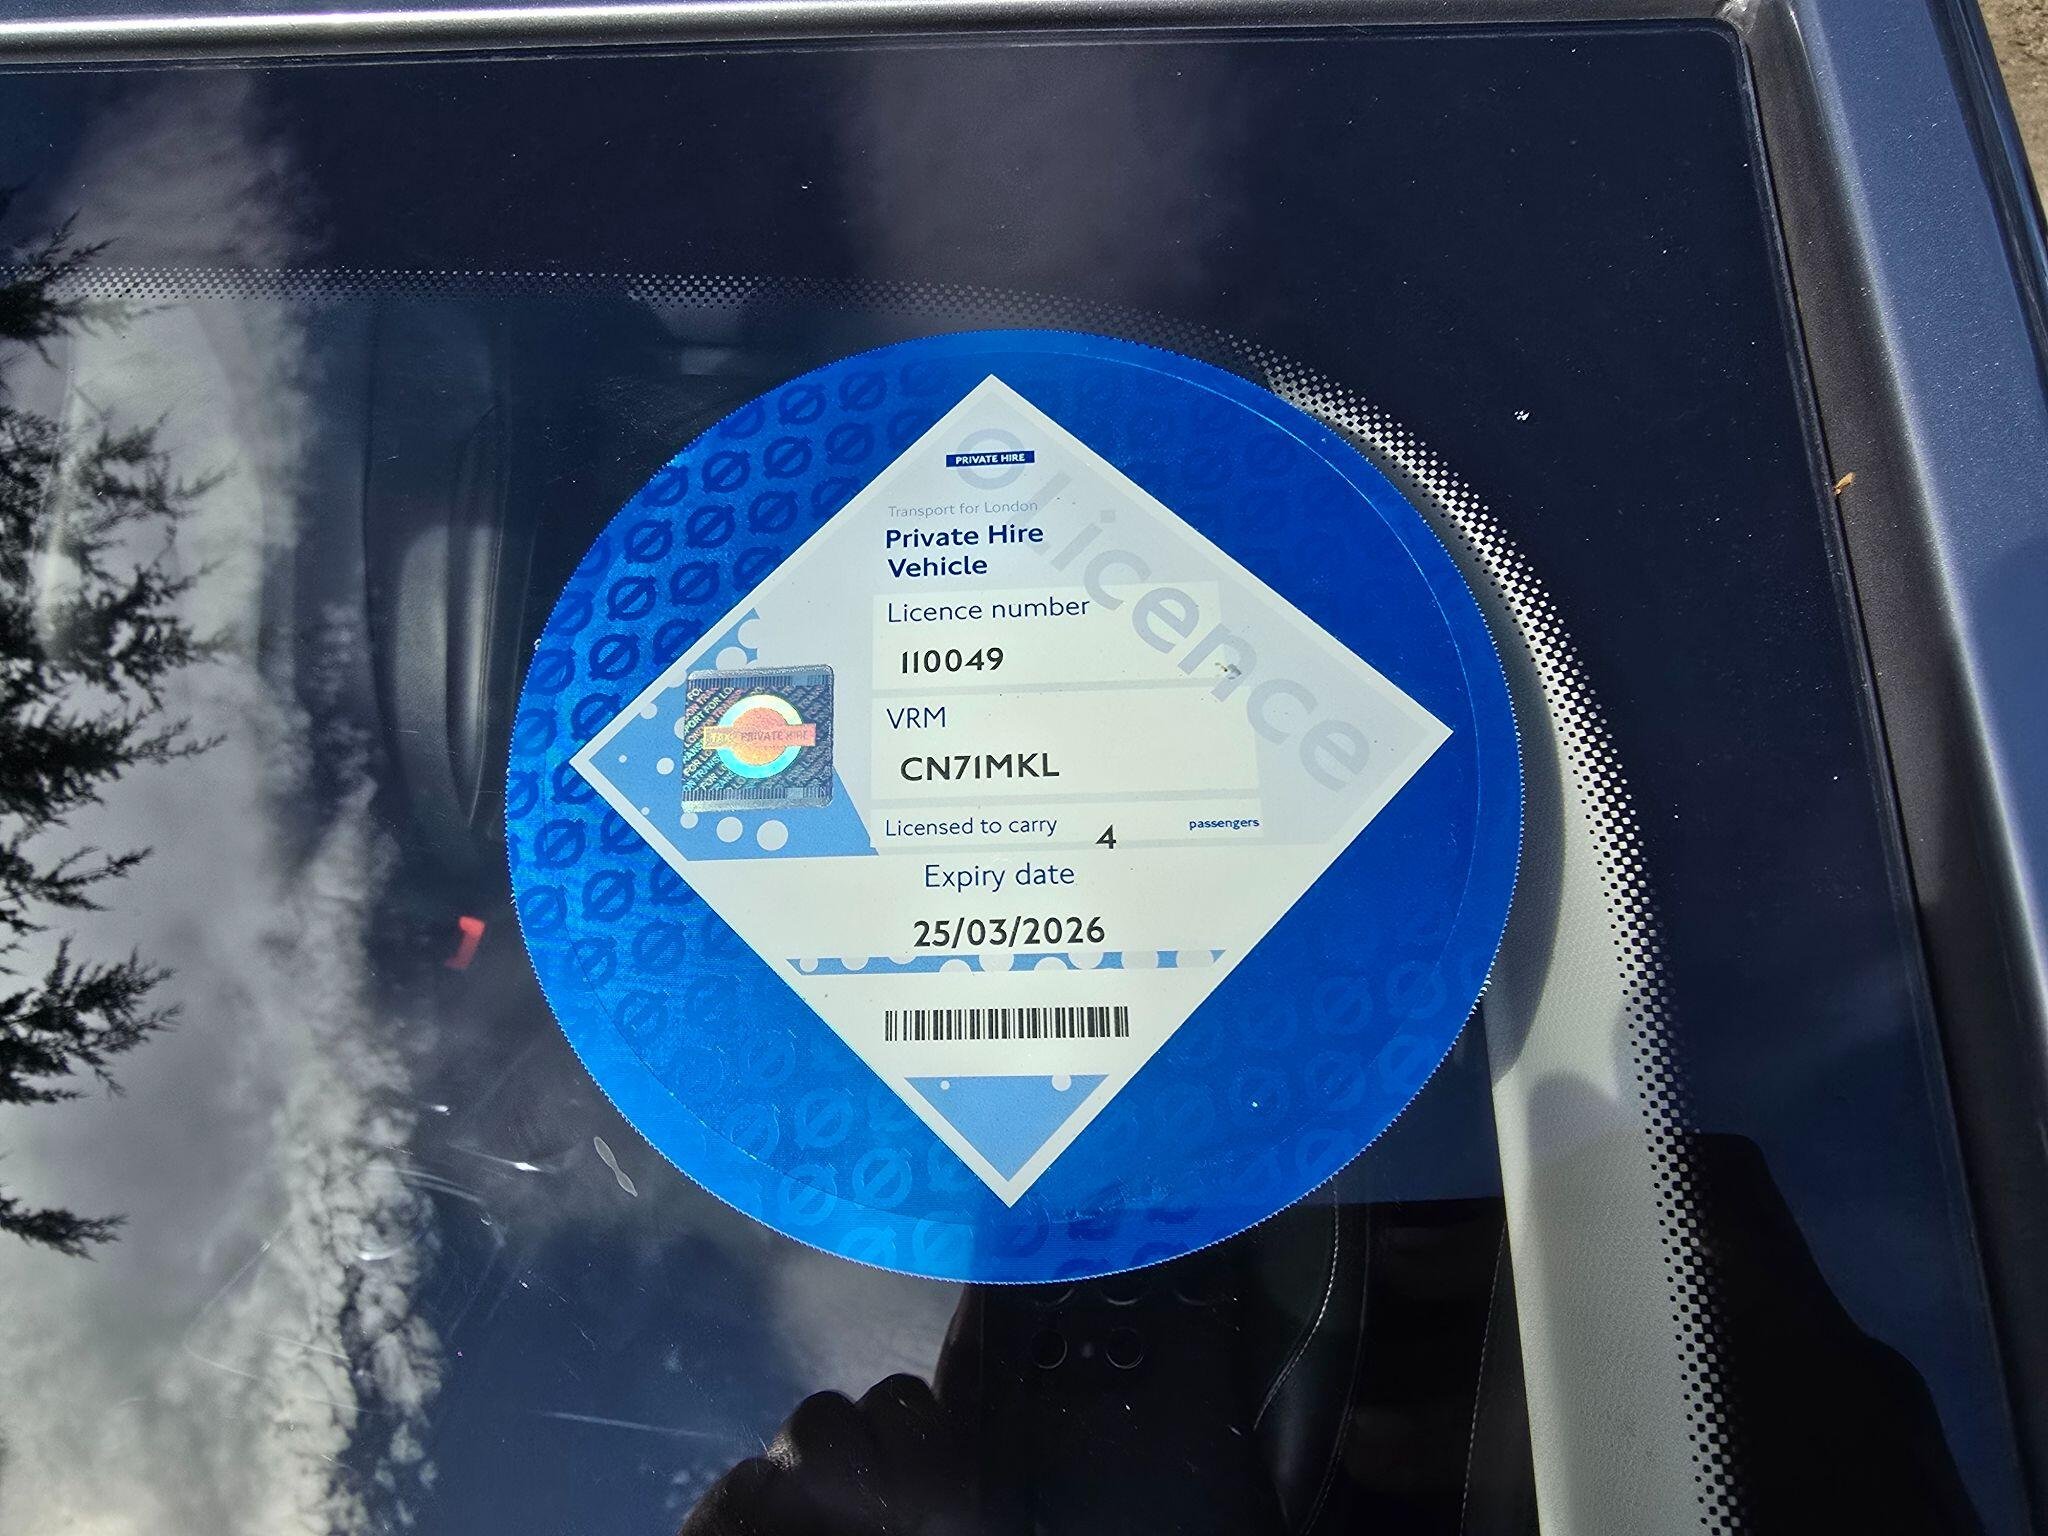 PRIVATE HIRE
Transport for London
Private Hire
Vehicle
Licence
Licence number
110049
VRM
CN71MKL
Licensed to carry 4 passengers
Expiry date
25/03/2026
PRIVATE HIRE